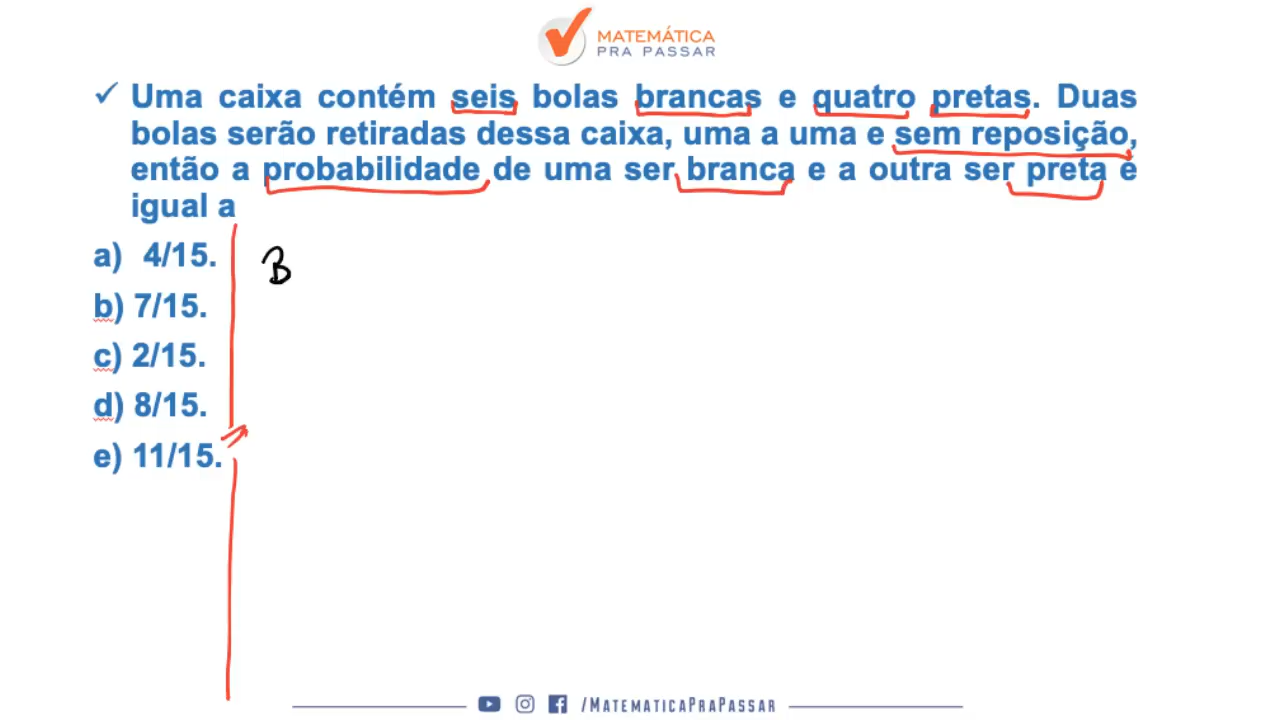 MATEMÁTICA
PRA PASSAR
✓ Uma caixa contém seis bolas brancas e quatro pretas. Duas
bolas serão retiradas dessa caixa, uma a uma e sem reposição,
então a probabilidade de uma ser branca e a outra ser preta é
igual a
a) 4/15.
b) 7/15.
c) 2/15.
d) 8/15.
e) 11/15.
B
/MATEMATICAPRAPASSAR